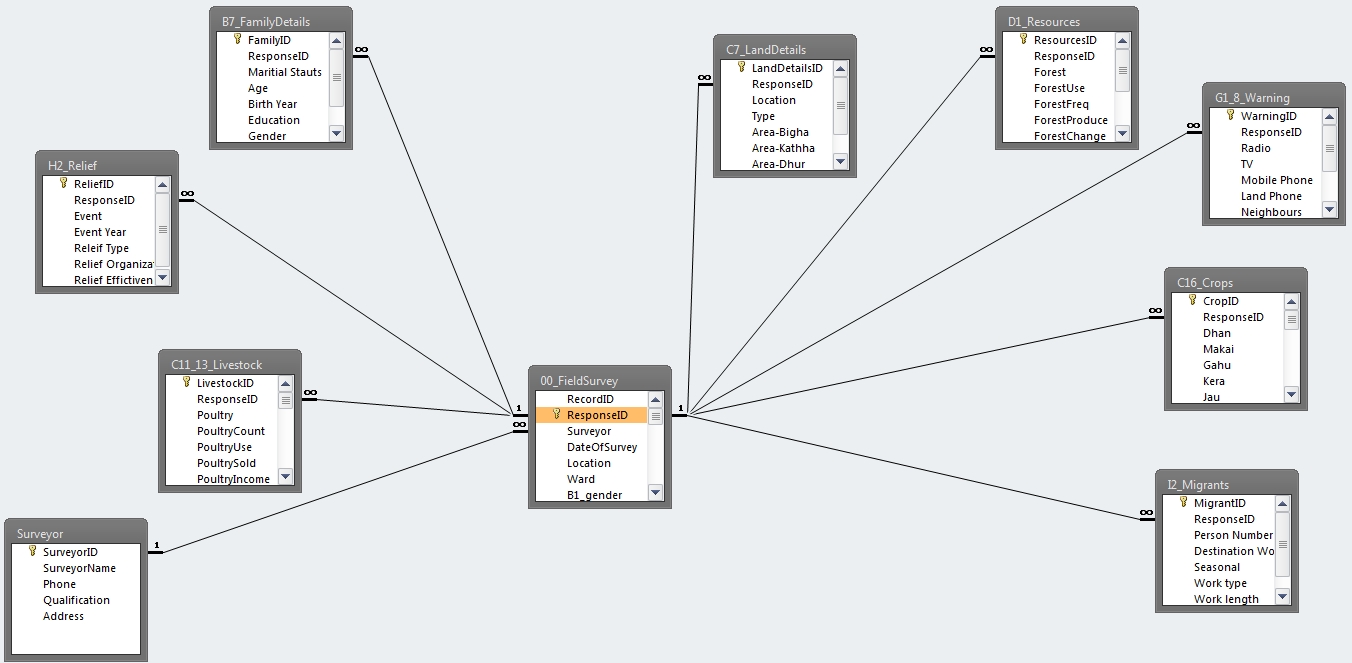 B7_FamilyDetails
FamilyID
ResponseID
Maritial Stauts
Age
Birth Year
Education
Gender
∞
C7_LandDetails
LandDetailsID
ResponseID
Location
Type
Area-Bigha
Area-Kathha
Area-Dhur
∞
D1_Resources
ResourcesID
ResponseID
Forest
ForestUse
ForestFreq
ForestProduce
ForestChange
∞
G1_8_Warning
WarningID
ResponseID
Radio
TV
Mobile Phone
Land Phone
Neighbours
∞
H2_Relief
ReliefID
ResponseID
Event
Event Year
Releif Type
Relief Organiza
Relief Effictiven
∞
C16_Crops
CropID
ResponseID
Dhan
Makai
Gahu
Kera
Jau
∞
C11_13_Livestock
LivestockID
ResponseID
Poultry
PoultryCount
PoultryUse
PoultrySold
PoultryIncome
∞
00_FieldSurvey
RecordID
ResponseID
Surveyor
DateOfSurvey
Location
Ward
B1_gender
1
∞
1
I2_Migrants
MigrantID
ResponseID
Person Number
Destination Wo
Seasonal
Work type
Work length
∞
Surveyor
SurveyorID
SurveyorName
Phone
Qualification
Address
1